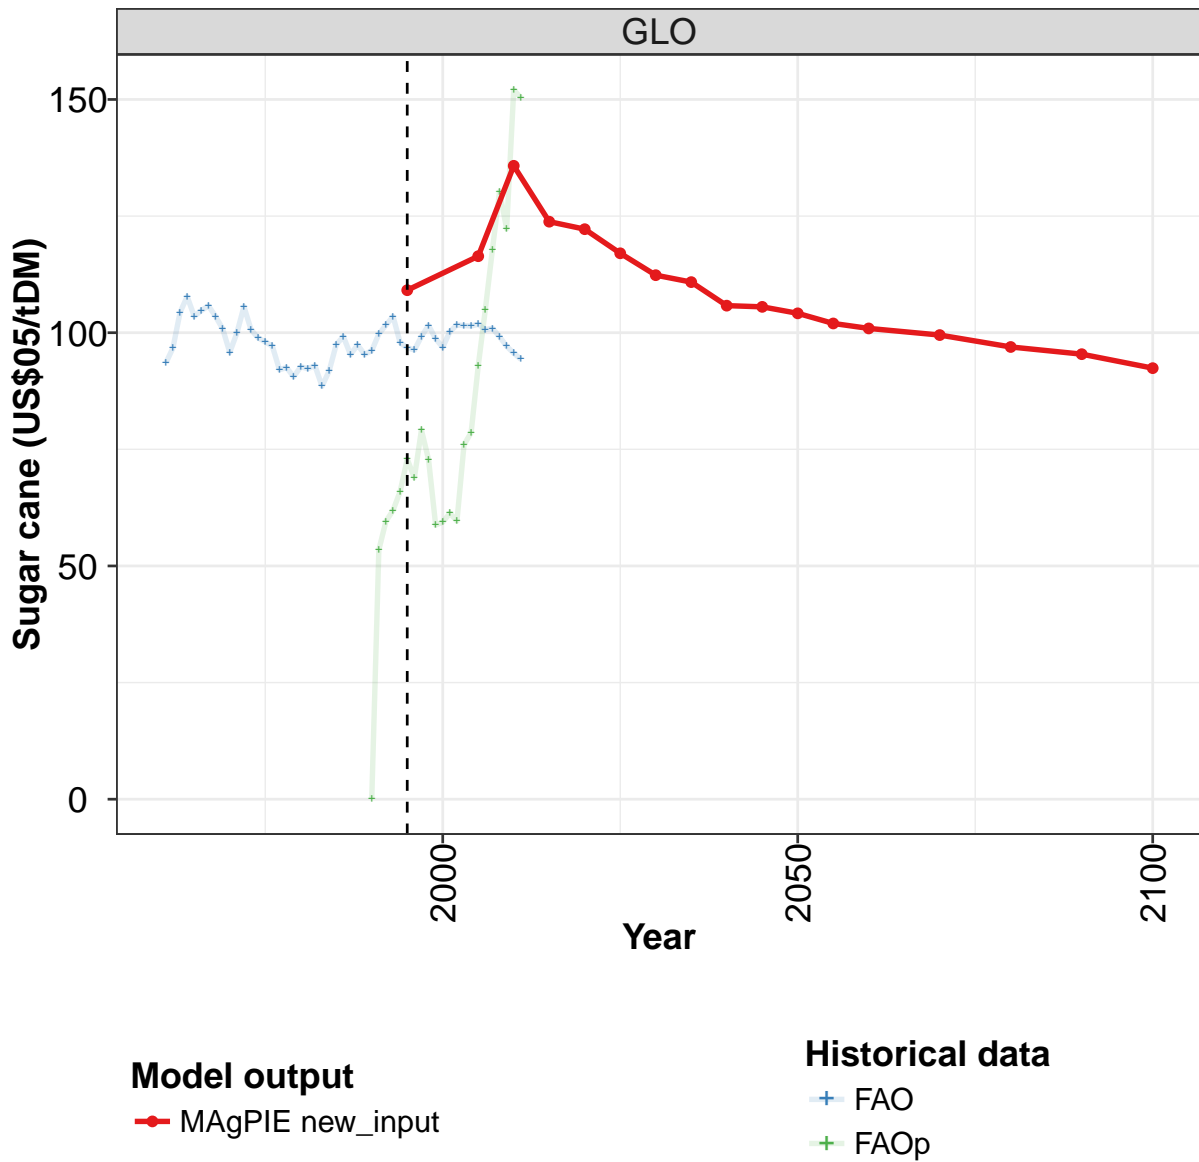 GLO
150
100
50
0
Sugar cane (US$05/tDM)
2000
2050
2100
Year
Model output
MAgPIE new_input
Historical data
FAO
FAOp